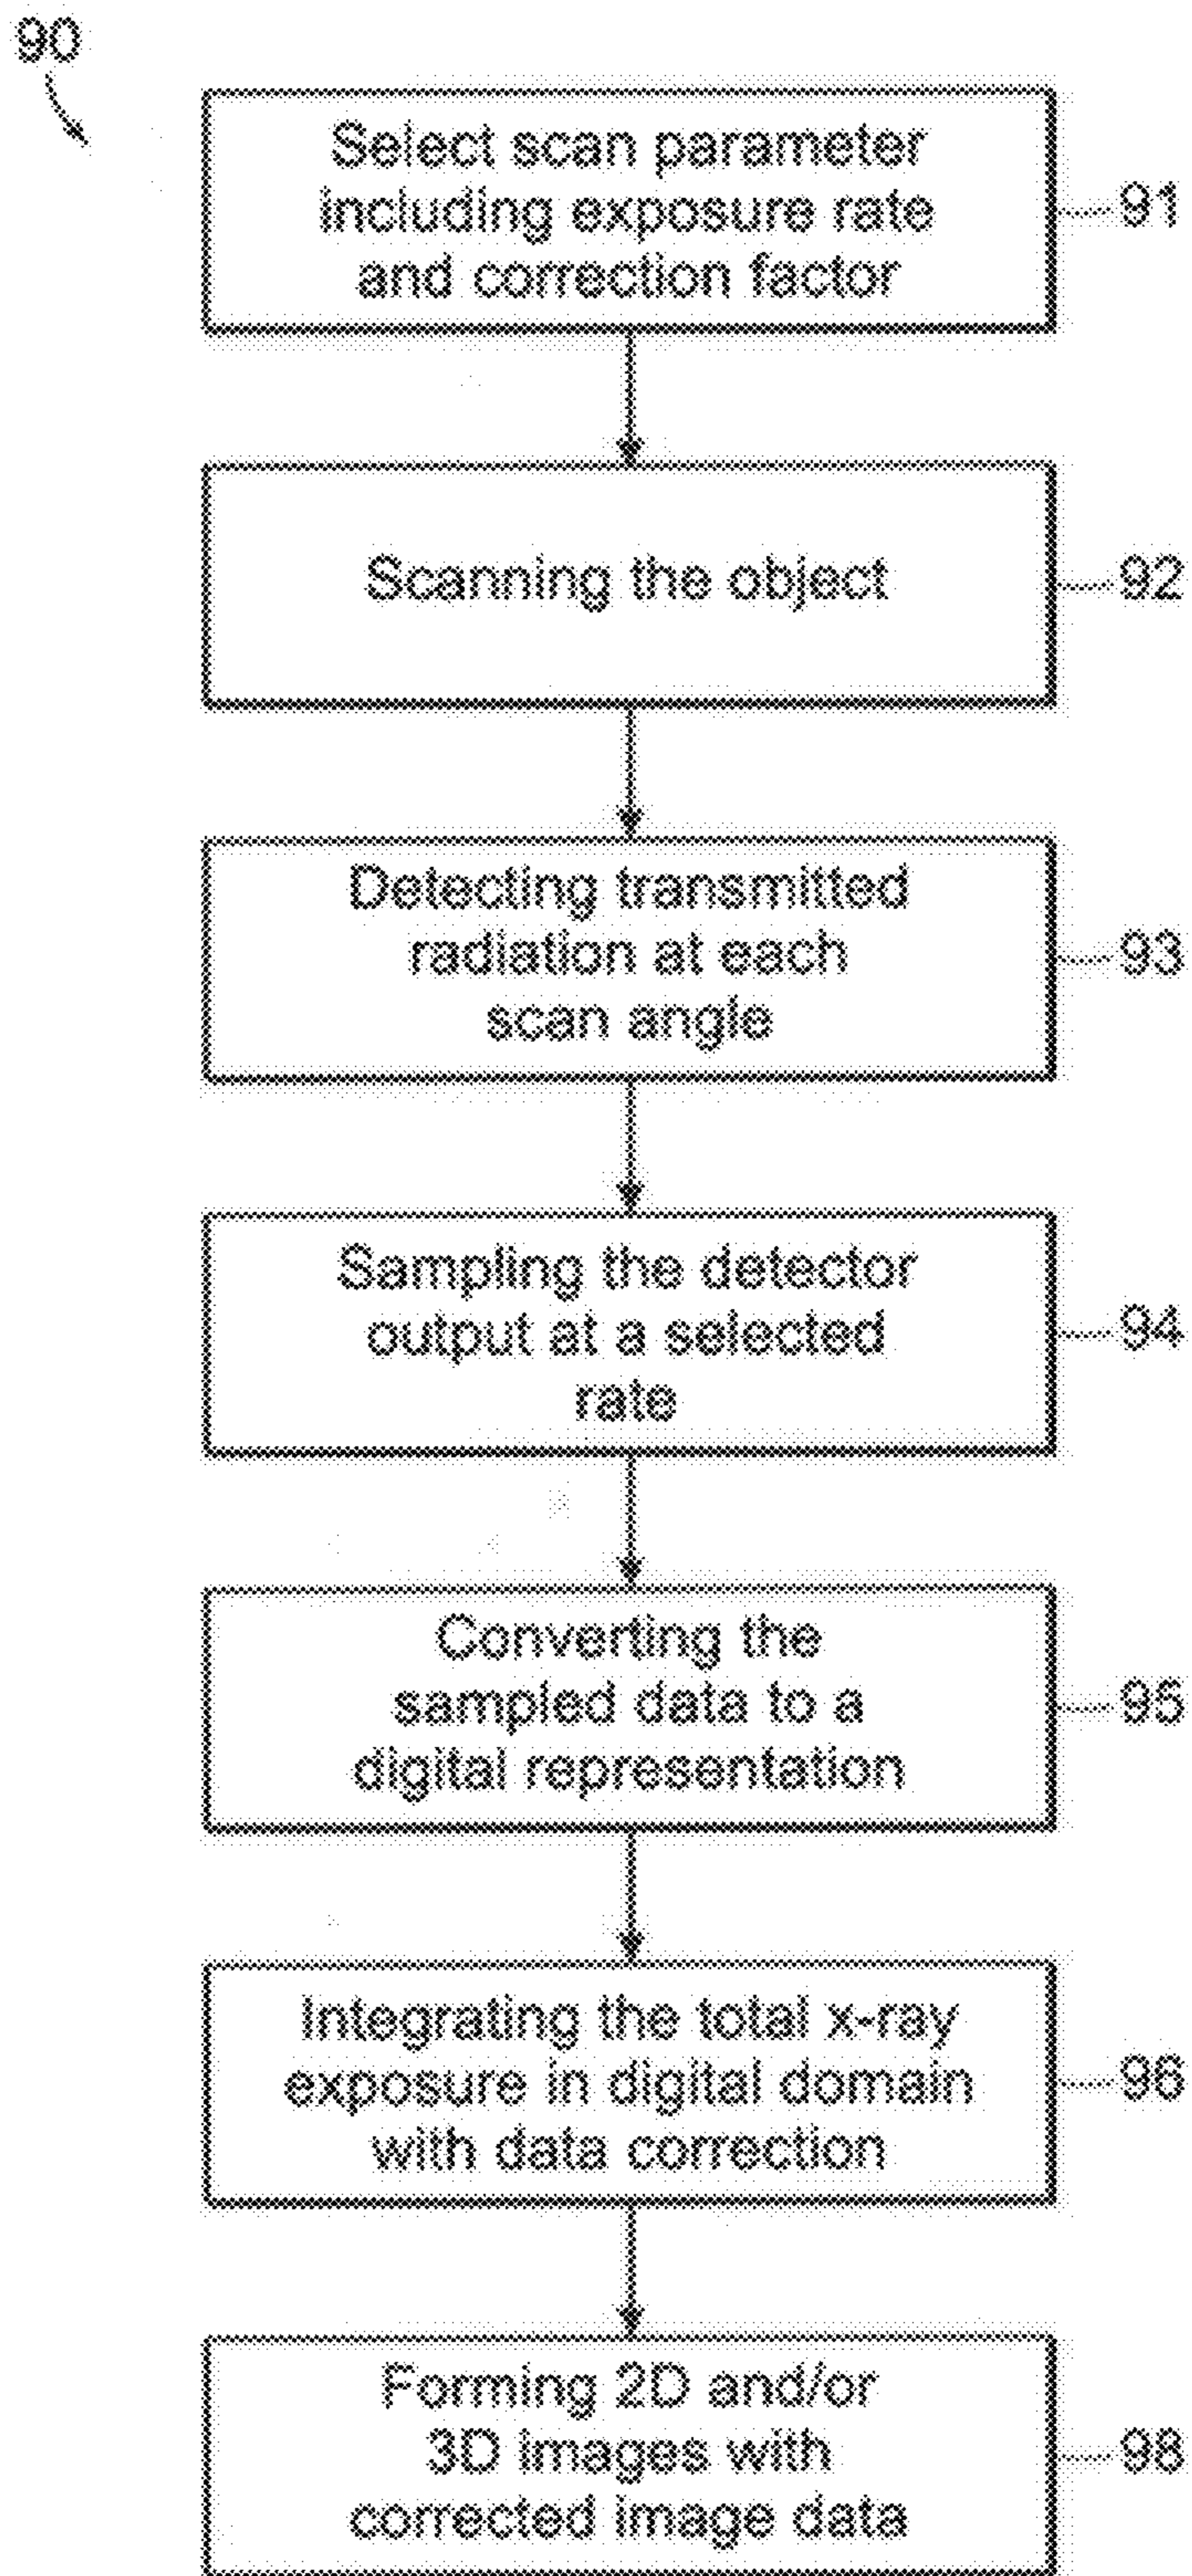 90
Select scan parameter
including exposure rate
and correction factor
91
Scanning the object
92
Detecting transmitted
radiation at each
scan angle
93
Sampling the detector
output at a selected
rate
94
Converting the
sampled data to a
digital representation
95
Integrating the total x-ray
exposure in digital domain
with data correction
96
Forming 2D and/or
3D images with
corrected image data
98